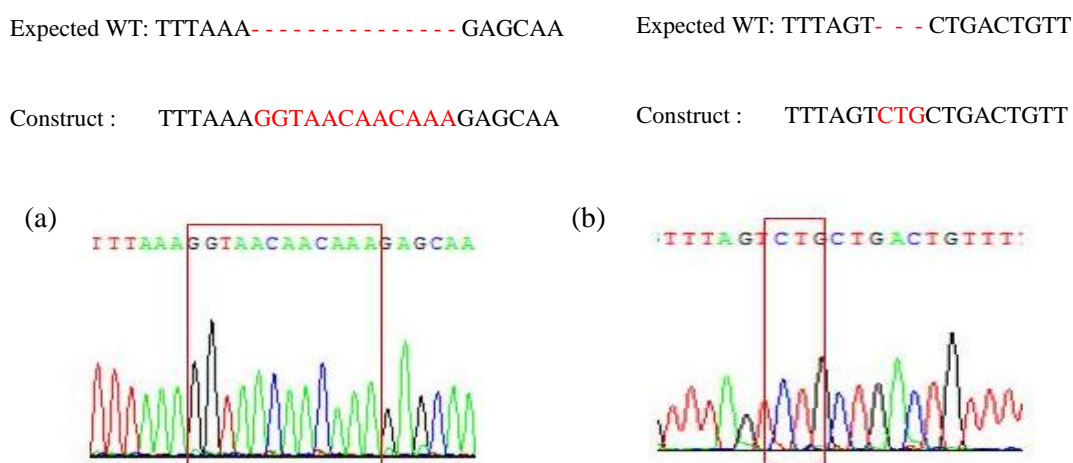 Expected WT: TTTAAA- - - - - - - - - - - - - - - GAGCAA
Expected WT: TTTAGT- - - CTGACTGTT
Construct : TTTAAAGGTAACAACAAAGAGCAA
Construct : TTTAGTCTGCTGACTGTT
(a)
TTTAAAGGTAACAACAAAGAGCAA
(b)
TTTAGTCTGCTGACTGTTT